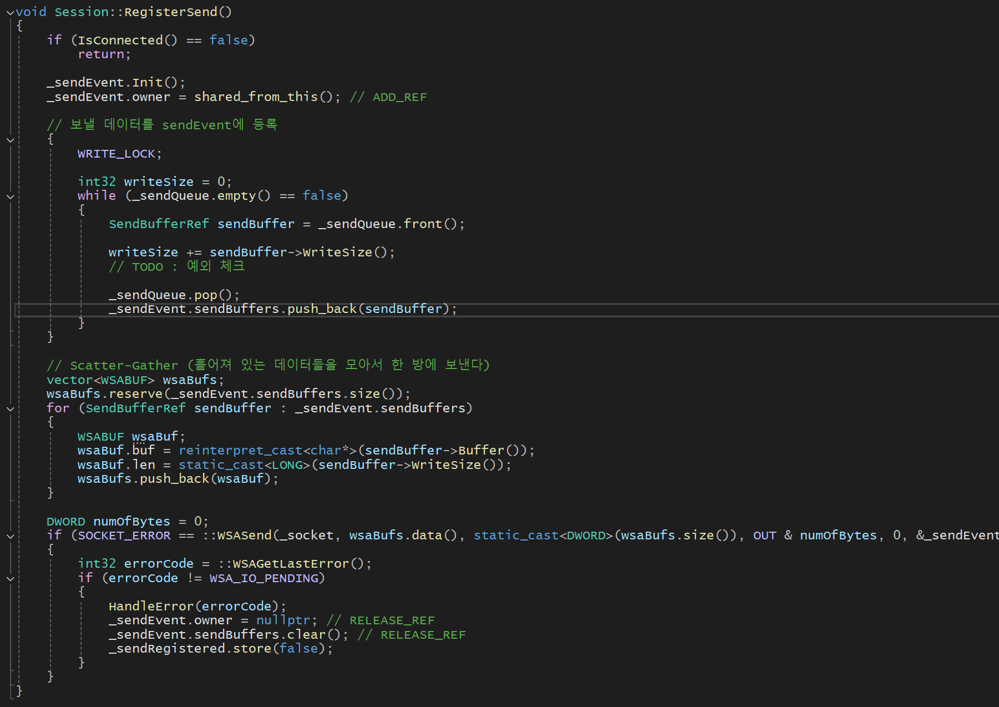 void Session::RegisterSend()
{
    if (IsConnected() == false)
        return;

    _sendEvent.Init();
    _sendEvent.owner = shared_from_this(); // ADD_REF

    // 보낼 데이터를 sendEvent에 등록
    {
        WRITE_LOCK;

        int32 writeSize = 0;
        while (_sendQueue.empty() == false)
        {
            SendBufferRef sendBuffer = _sendQueue.front();

            writeSize += sendBuffer->WriteSize();
            // TODO : 예외 체크

            _sendQueue.pop();
            _sendEvent.sendBuffers.push_back(sendBuffer);
        }
    }

    // Scatter-Gather (흩어져 있는 데이터들을 모아서 한 방에 보낸다)
    vector<WSABUF> wsaBufs;
    wsaBufs.reserve(_sendEvent.sendBuffers.size());
    for (SendBufferRef sendBuffer : _sendEvent.sendBuffers)
    {
        WSABUF wsaBuf;
        wsaBuf.buf = reinterpret_cast<char*>(sendBuffer->Buffer());
        wsaBuf.len = static_cast<LONG>(sendBuffer->WriteSize());
        wsaBufs.push_back(wsaBuf);
    }

    DWORD numOfBytes = 0;
    if (SOCKET_ERROR == ::WSASend(_socket, wsaBufs.data(), static_cast<DWORD>(wsaBufs.size()), OUT & numOfBytes, 0, &_sendEvent
    {
        int32 errorCode = ::WSAGetLastError();
        if (errorCode != WSA_IO_PENDING)
        {
            HandleError(errorCode);
            _sendEvent.owner = nullptr; // RELEASE_REF
            _sendEvent.sendBuffers.clear(); // RELEASE_REF
            _sendRegistered.store(false);
        }
    }
}